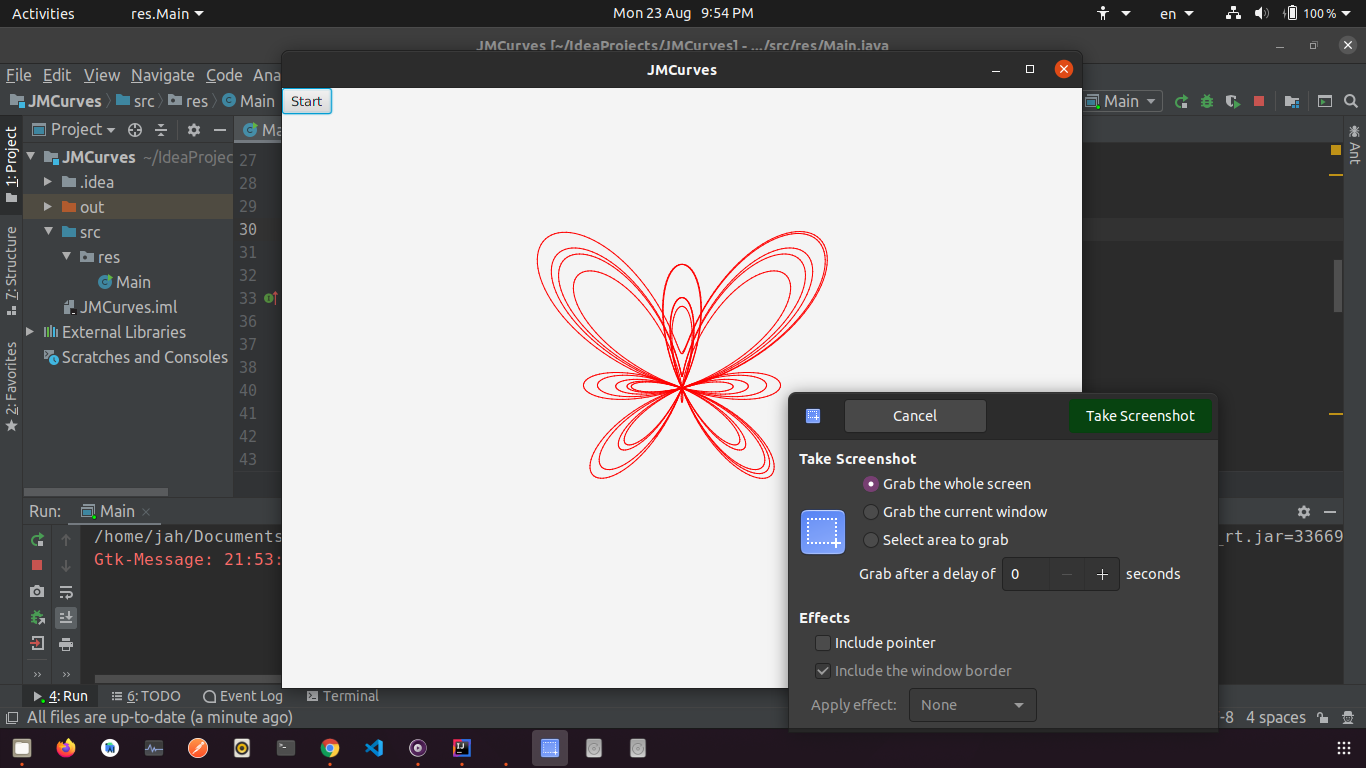 Activities res.Main Mon 23 Aug 9:54 PM en 100 %
JMCurves [~/IdeaProjects/JMCurves] - .../src/res/Main.java
JMCurves
File Edit View Navigate Code Ana
JMCurves src res Main Main
Start
1: Project
7: Structure
2: Favorites
Ant
Project Ma
JMCurves ~/IdeaProjec
.idea
out
src
res
Main
JMCurves.iml
External Libraries
Scratches and Consoles
27
28
29
30
31
32
33
36
37
38
40
41
42
43
Cancel Take Screenshot
Take Screenshot
Grab the whole screen
Grab the current window
Select area to grab
Grab after a delay of 0 seconds
Effects
Include pointer
Include the window border
Apply effect: None
Run: Main
/home/jah/Documents _rt.jar=33669
Gtk-Message: 21:53:
4: Run 6: TODO Event Log Terminal
All files are up-to-date (a minute ago) -8 4 spaces